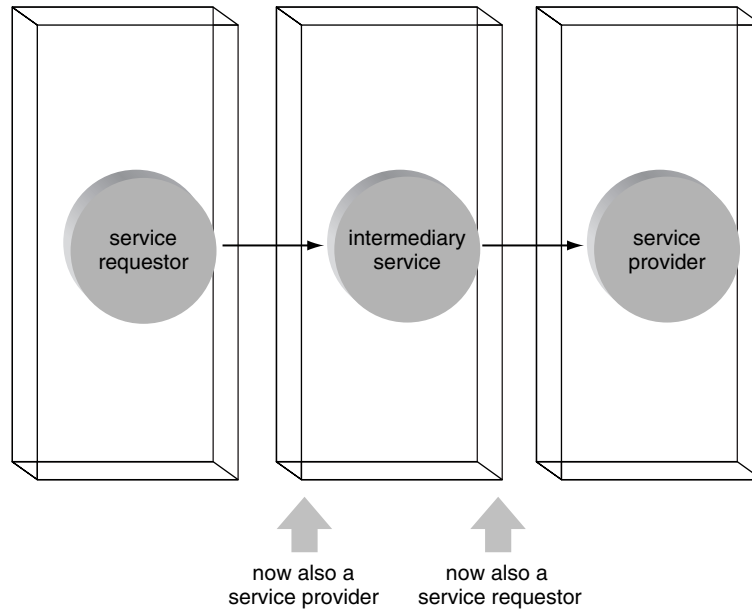 service
requestor
intermediary
service
service
provider
now also a
service provider
now also a
service requestor